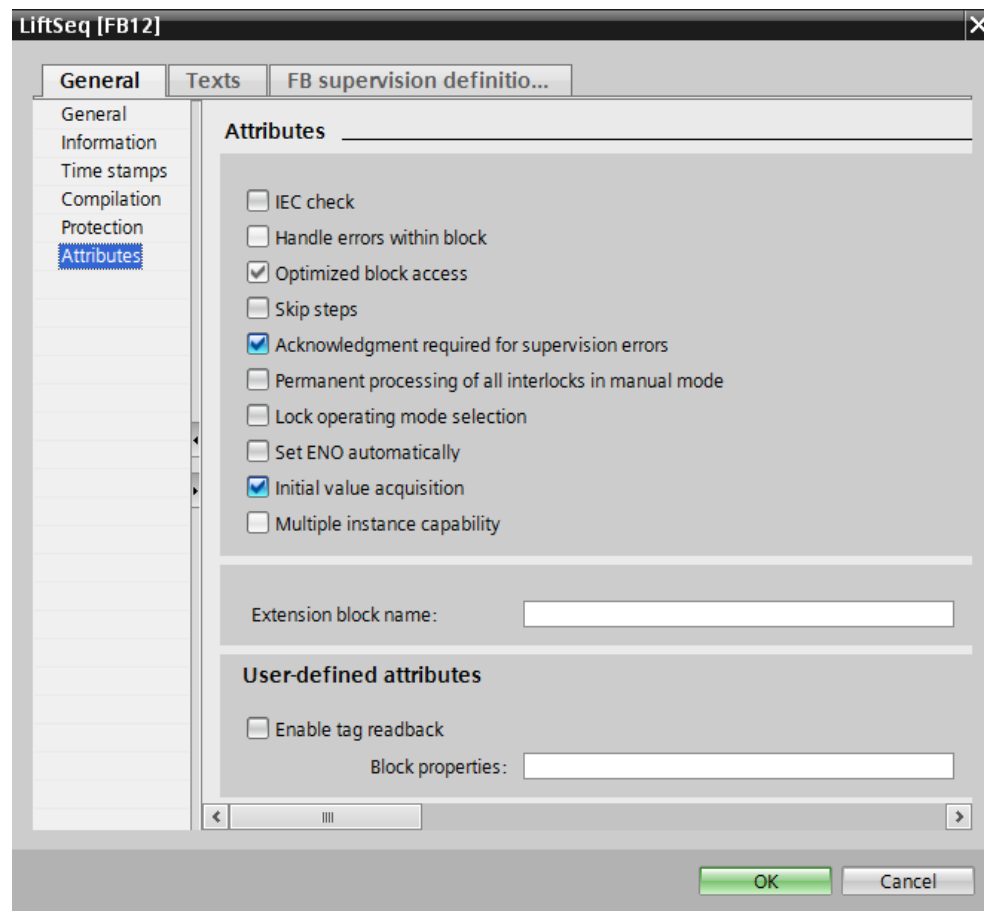 LiftSeq [FB12]
General
Texts
FB supervision definitio...
General
Information
Time stamps
Compilation
Protection
Attributes
Attributes
IEC check
Handle errors within block
Optimized block access
Skip steps
Acknowledgment required for supervision errors
Permanent processing of all interlocks in manual mode
Lock operating mode selection
Set ENO automatically
Initial value acquisition
Multiple instance capability
Extension block name:
User-defined attributes
Enable tag readback
Block properties:
OK
Cancel